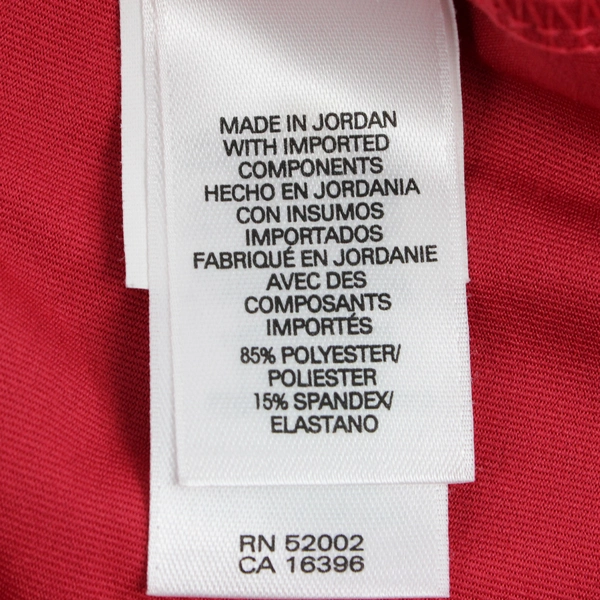 MADE IN JORDAN
WITH IMPORTED
COMPONENTS
HECHO EN JORDANIA
CON INSUMOS
IMPORTADOS
FABRIQUÉ EN JORDANIE
AVEC DES
COMPOSANTS
IMPORTÉS
85% POLYESTER/
POLIESTER
15% SPANDEX/
ELASTANO
RN 52002
CA 16396